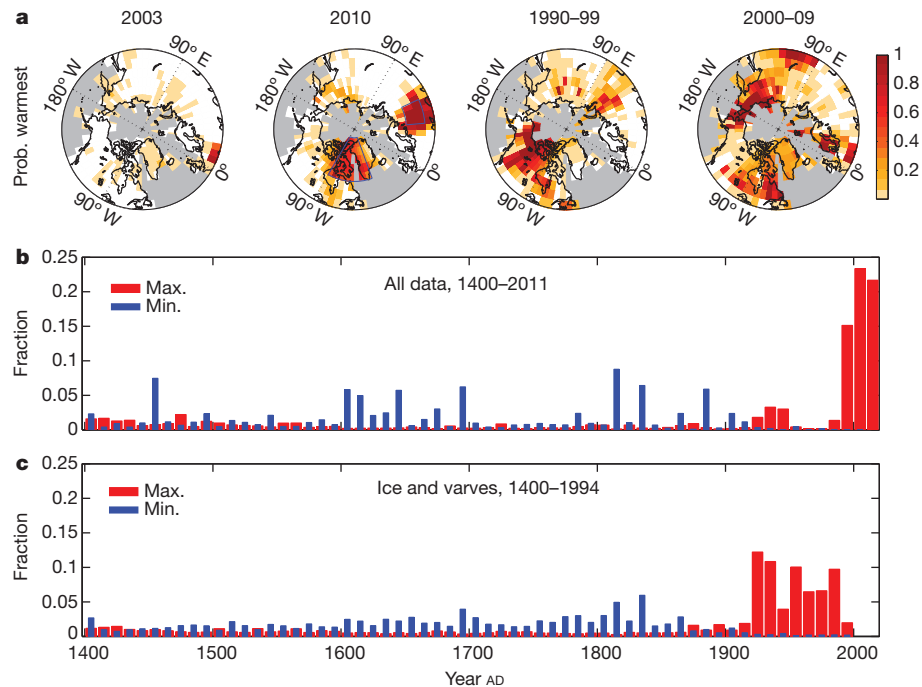 a 2003 2010 1990–99 2000–09
Prob. warmest
180° W 90° E 0° 90° W
180° W 90° E 0° 90° W
180° W 90° E 0° 90° W
180° W 90° E 0° 90° W
1
0.8
0.6
0.4
0.2
b
All data, 1400–2011
Max.
Min.
Fraction
0.25
0.2
0.15
0.1
0.05
0
c
Ice and varves, 1400–1994
Max.
Min.
Fraction
0.25
0.2
0.15
0.1
0.05
0
1400 1500 1600 1700 1800 1900 2000
Year AD